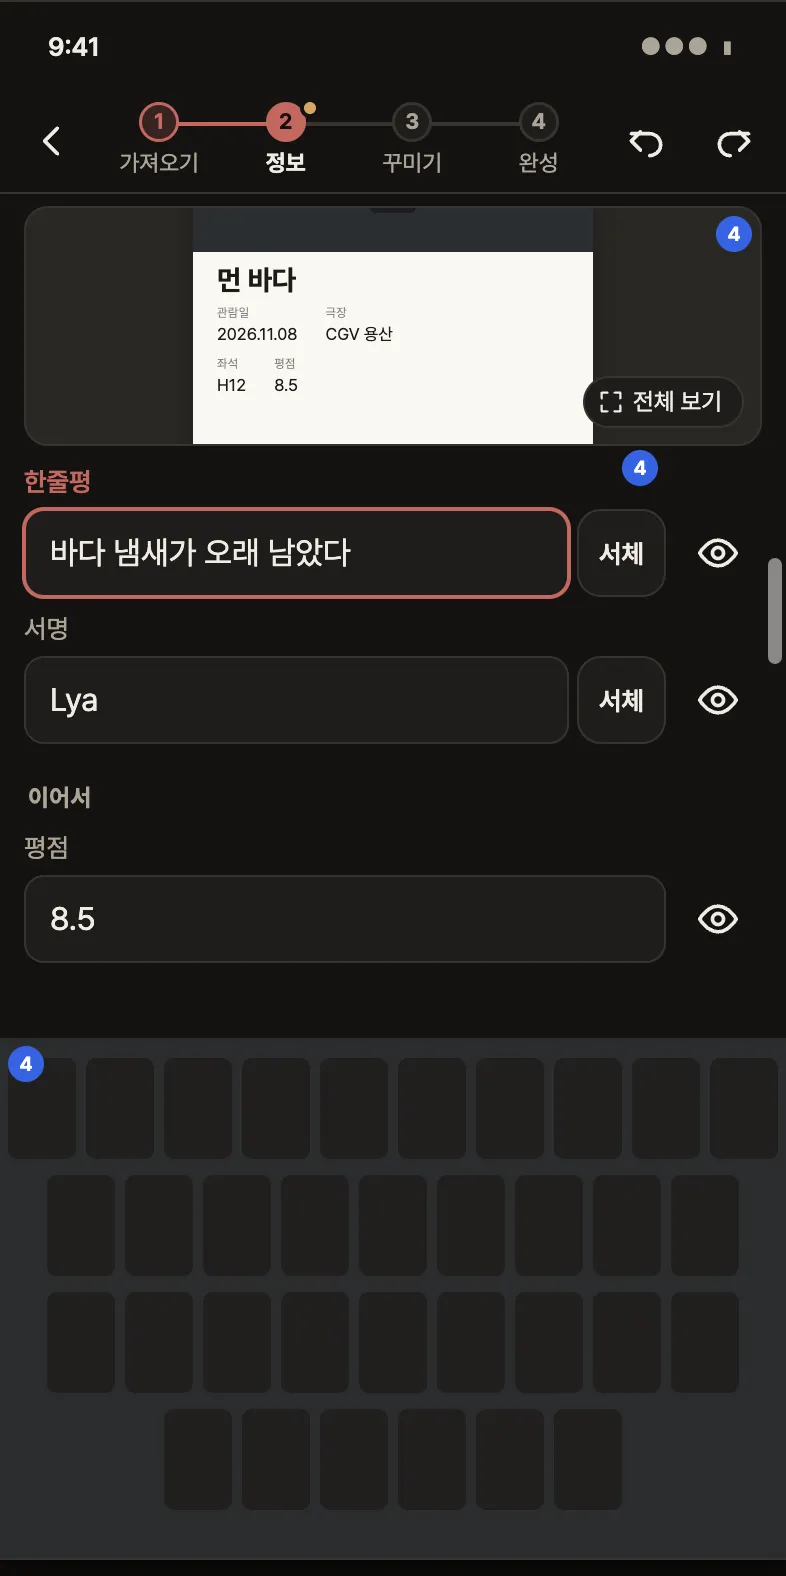 9:41
1 2 3 4
가져오기 정보 꾸미기 완성
4
먼 바다
관람일 극장
2026.11.08 CGV 용산
좌석 평점
H12 8.5
전체 보기
한줄평 4
바다 냄새가 오래 남았다 서체
서명
Lya 서체
이어서
평점
8.5
4